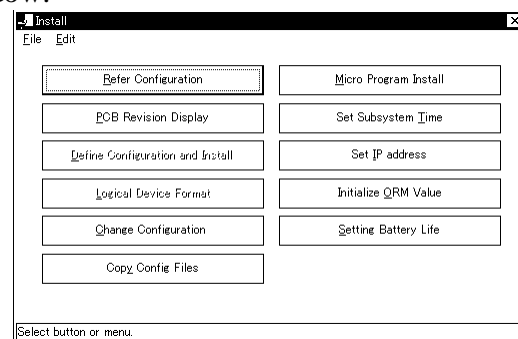 Install
File Edit
Refer Configuration
PCB Revision Display
Define Configuration and Install
Logical Device Format
Change Configuration
Copy Config Files
Micro Program Install
Set Subsystem Time
Set IP address
Initialize ORM Value
Setting Battery Life
Select button or menu.